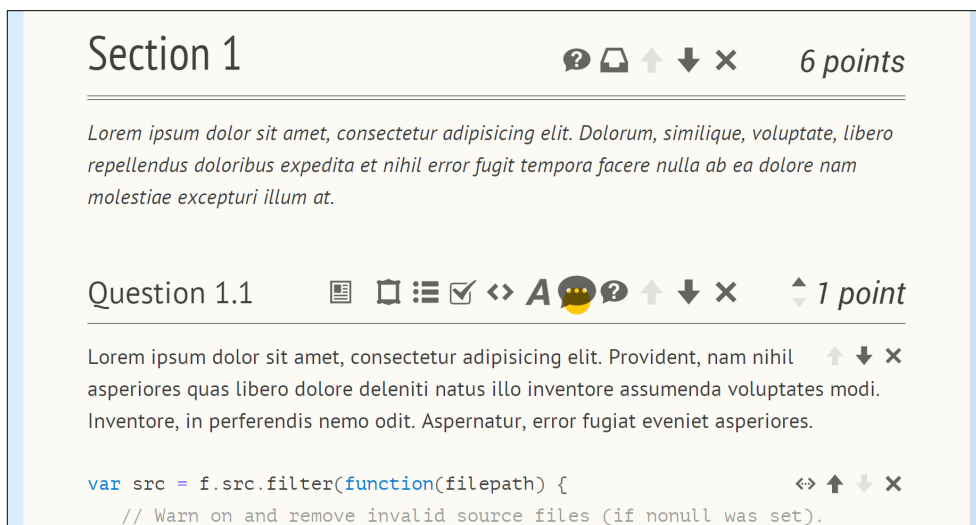 Section 1
6 points
Lorem ipsum dolor sit amet, consectetur adipisicing elit. Dolorum, similique, voluptate, libero
repellendus doloribus expedita et nihil error fugit tempora facere nulla ab ea dolore nam
molestiae excepturi illum at.
Question 1.1
1 point
Lorem ipsum dolor sit amet, consectetur adipisicing elit. Provident, nam nihil
asperiores quas libero dolore deleniti natus illo inventore assumenda voluptates modi.
Inventore, in perferendis nemo odit. Aspernatur, error fugiat eveniet asperiores.
var src = f.src.filter(function(filepath) {
// Warn on and remove invalid source files (if nonull was set).